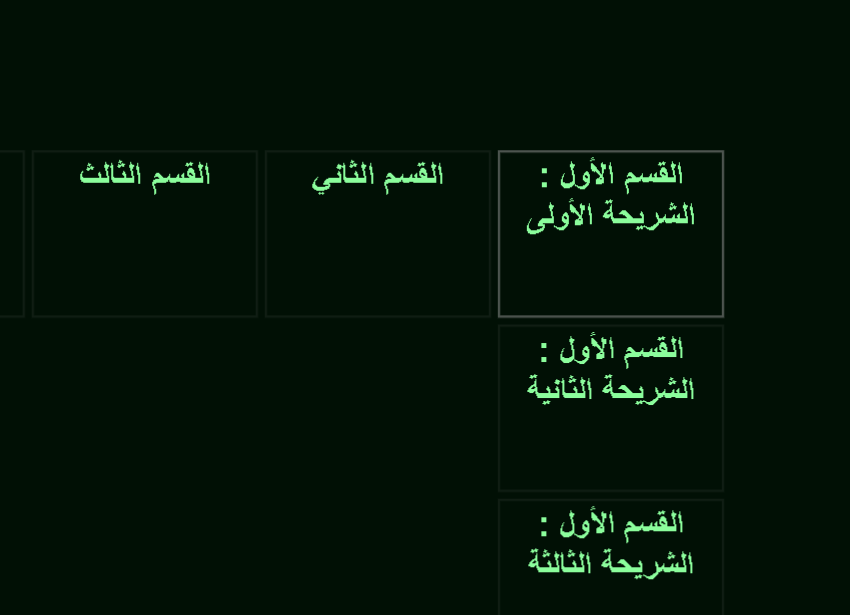 القسم الأول :
الشريحة الأولى
القسم الثاني
القسم الثالث
القسم الأول :
الشريحة الثانية
القسم الأول :
الشريحة الثالثة